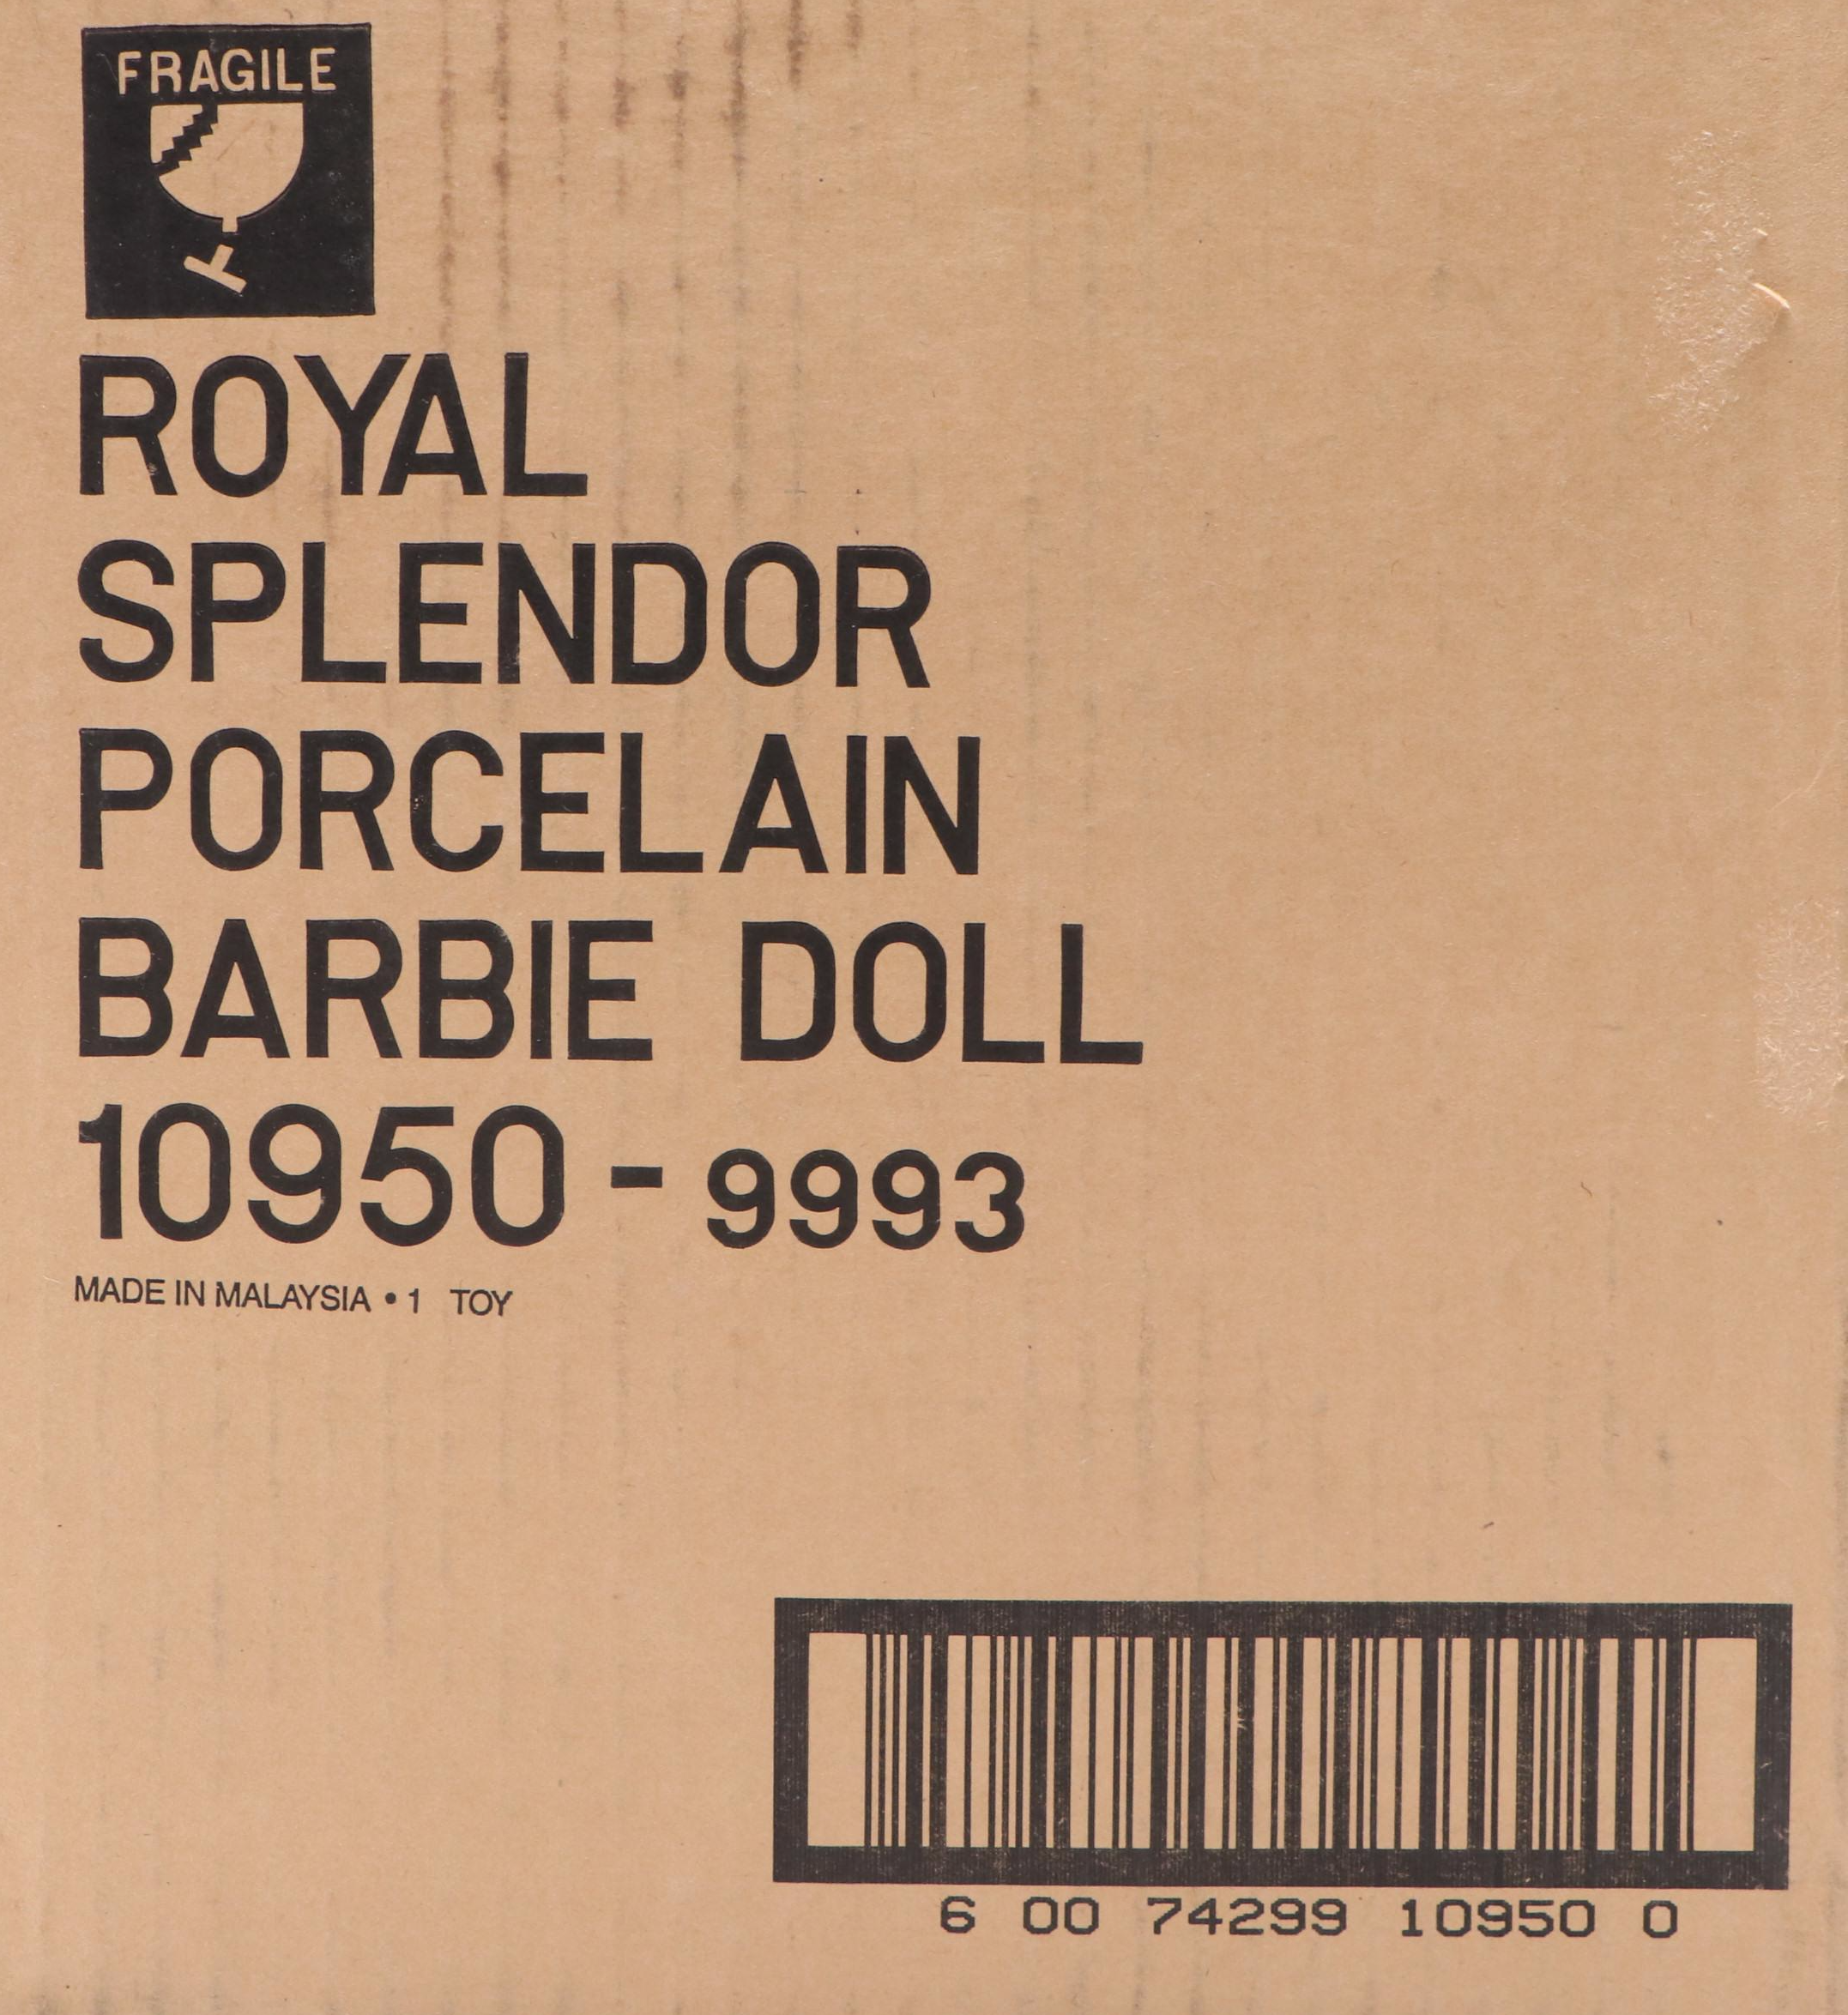 FRAGILE
ROYAL
SPLENDOR
PORCELAIN
BARBIE DOLL
10950 - 9993
MADE IN MALAYSIA • 1 TOY
6 00 74299 10950 0